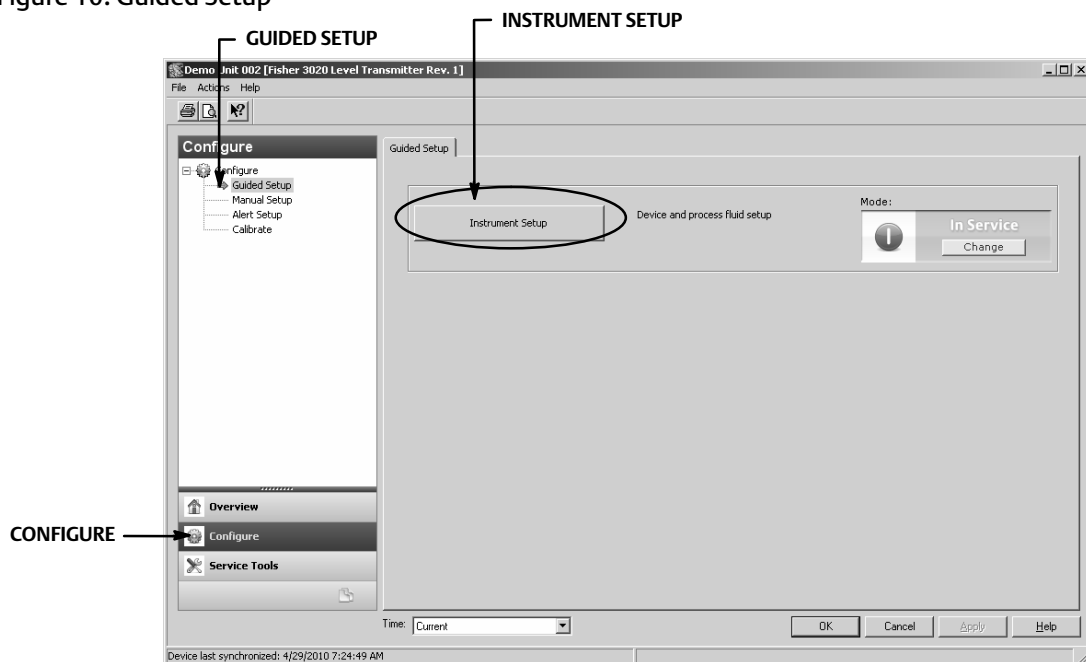 Figure 10. Guided Setup
INSTRUMENT SETUP
GUIDED SETUP
Demo Unit 002 [Fisher 3020 Level Transmitter Rev. 1]
File Actions Help
Configure
Guided Setup
Configure
Guided Setup
Manual Setup
Alert Setup
Calibrate
Instrument Setup
Device and process fluid setup
Mode:
In Service
Change
Overview
CONFIGURE
Configure
Service Tools
Time: Current
OK
Cancel
Apply
Help
Device last synchronized: 4/29/2010 7:24:49 AM